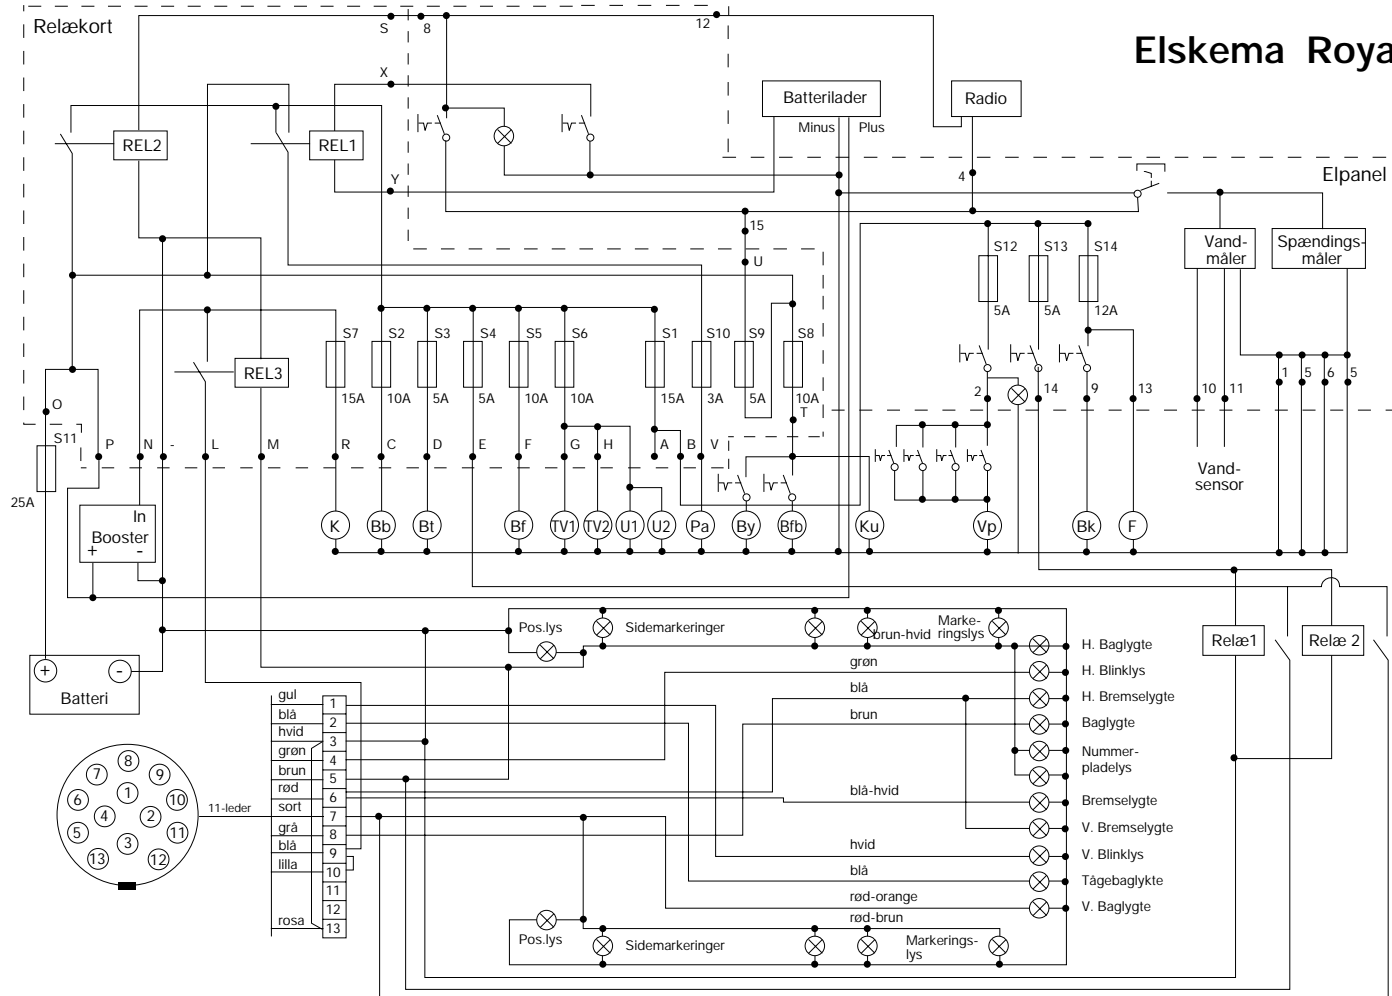 Relækort
S
8
12
Elskema Roya
X
Batterilader
Radio
Minus
Plus
REL2
REL1
Y
4
Elpanel
15
U
S12
S13
S14
Vand-
måler
Spændings-
måler
5A
5A
12A
S7
S2
S3
S4
S5
S6
S1
S10
S9
S8
REL3
15A
10A
5A
5A
10A
10A
15A
3A
5A
10A
O
T
2
14
9
13
10
11
1
5
6
5
S11
P
N
-
L
M
R
C
D
E
F
G
H
A
B
V
25A
Vand-
sensor
In
Booster
+
-
K
Bb
Bt
Bf
TV1
TV2
U1
U2
Pa
By
Bfb
Ku
Vp
Bk
F
Pos.lys
Sidemarkeringer
brun-hvid
Marke-
ringslys
Relæ1
Relæ 2
+
-
Batteri
H. Baglygte
grøn
H. Blinklys
blå
H. Bremselygte
brun
Baglygte
Nummer-
pladelys
blå-hvid
Bremselygte
V. Bremselygte
hvid
V. Blinklys
blå
Tågebaglykte
rød-orange
V. Baglygte
rød-brun
gul
1
blå
2
hvid
3
grøn
4
brun
5
rød
6
sort
7
grå
8
blå
9
lilla
10
11
12
rosa
13
11-leder
8
7
9
6
1
10
4
2
5
3
11
13
12
Pos.lys
Sidemarkeringer
Markerings-
lys